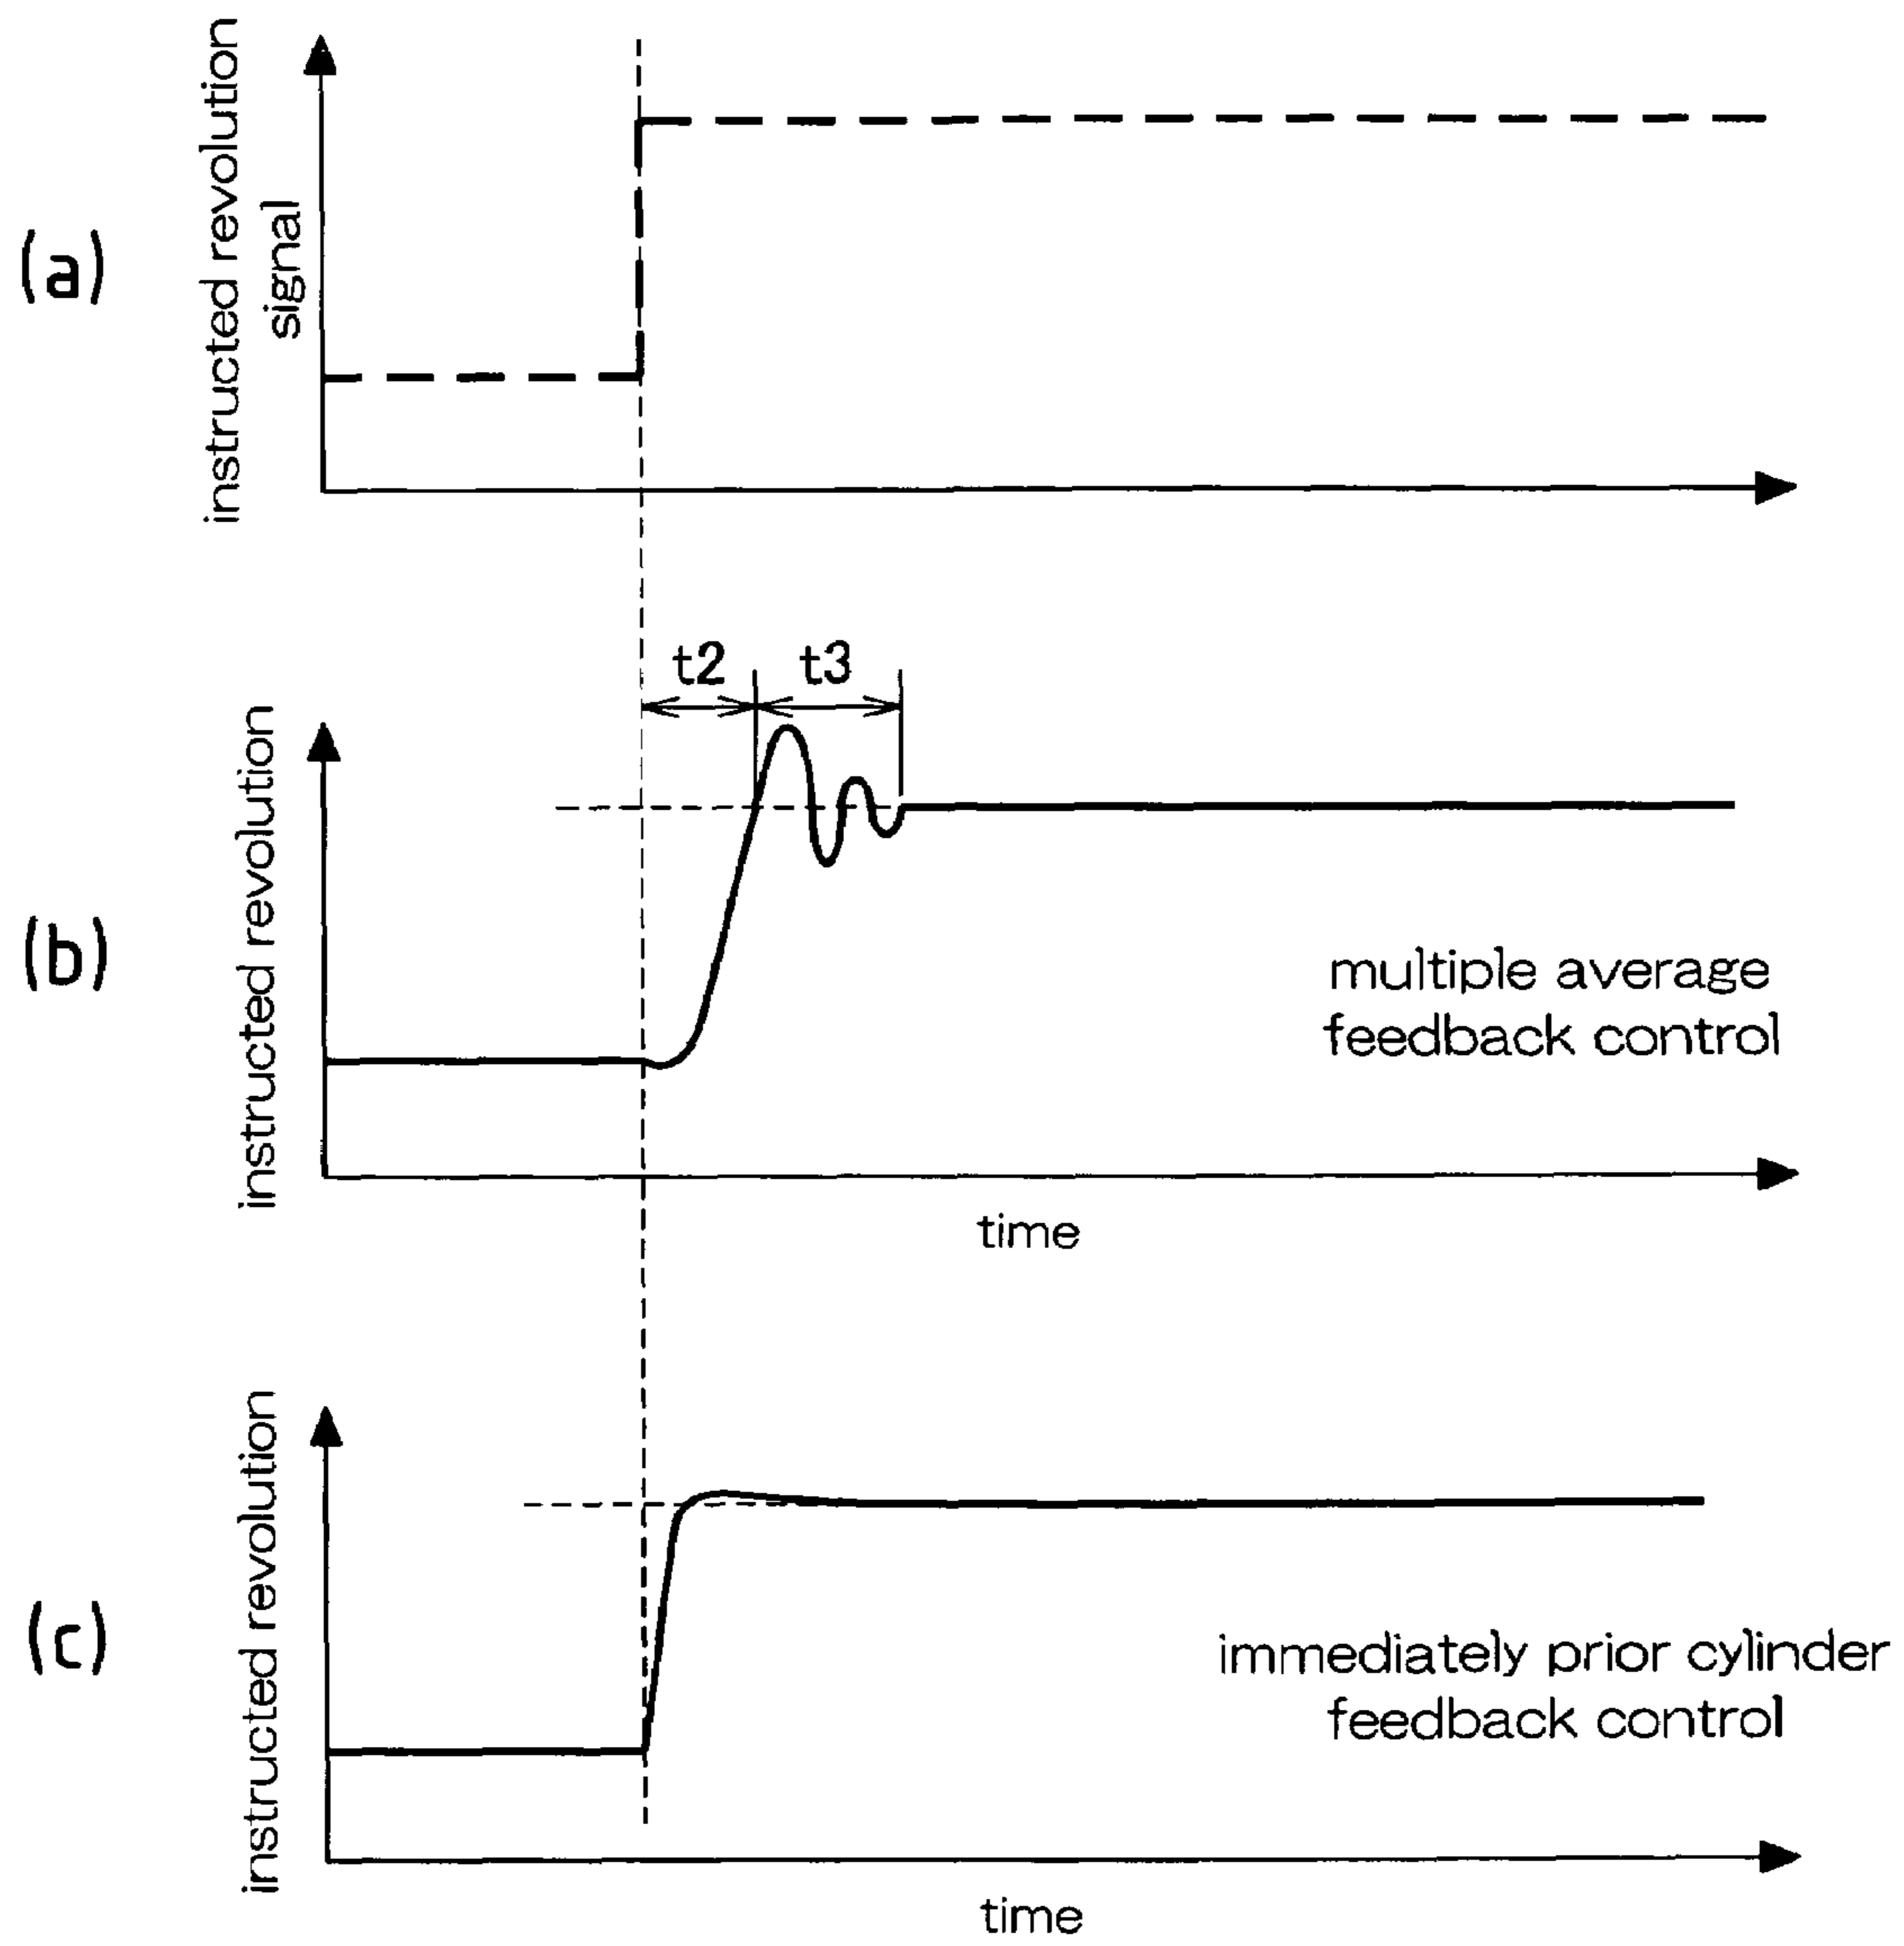 (a)
instructed revolution
signal
t2
t3
(b)
instructed revolution
multiple average
feedback control
time
(c)
instructed revolution
immediately prior cylinder
feedback control
time